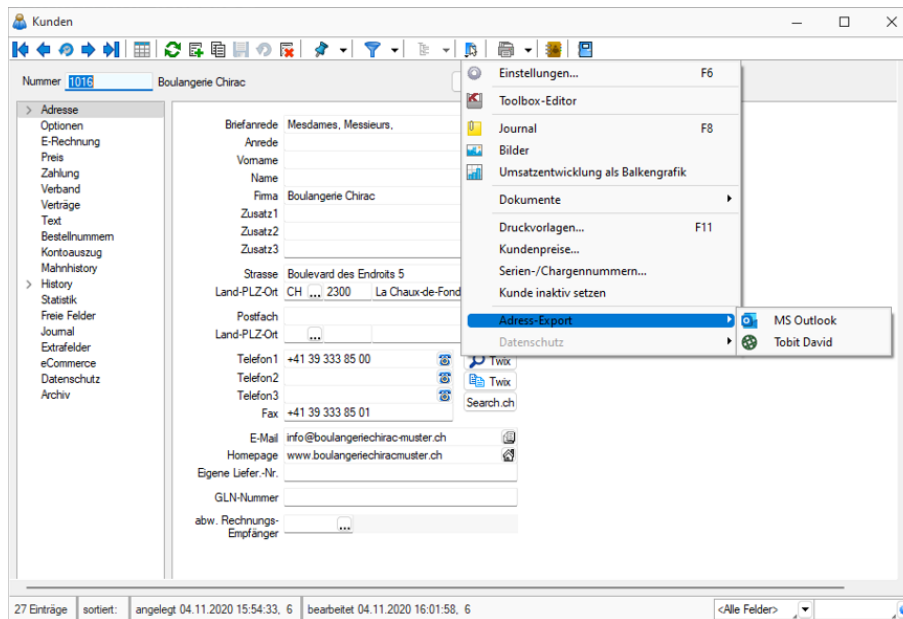 Kunden
Nummer 1016 Boulangerie Chirac
Adresse
Optionen
E-Rechnung
Preis
Zahlung
Verband
Verträge
Text
Bestellnummern
Kontoauszug
Mahnhistory
History
Statistik
Freie Felder
Journal
Extrafelder
eCommerce
Datenschutz
Archiv
Briefanrede Mesdames, Messieurs,
Anrede
Vorname
Name
Firma Boulangerie Chirac
Zusatz1
Zusatz2
Zusatz3
Strasse Boulevard des Endroits 5
Land-PLZ-Ort CH ... 2300 La Chaux-de-Fond
Postfach
Land-PLZ-Ort ...
Telefon1 +41 39 333 85 00 Twix
Telefon2 Twix
Telefon3 Search.ch
Fax +41 39 333 85 01
E-Mail info@boulangeriechirac-muster.ch
Homepage www.boulangeriechiracmuster.ch
Eigene Liefer.-Nr.
GLN-Nummer
abw. Rechnungs-
Empfänger ...
Einstellungen... F6
Toolbox-Editor
Journal F8
Bilder
Umsatzentwicklung als Balkengrafik
Dokumente
Druckvorlagen... F11
Kundenpreise...
Serien-/Chargennummern...
Kunde inaktiv setzen
Adress-Export
Datenschutz
MS Outlook
Tobit David
27 Einträge sortiert: angelegt 04.11.2020 15:54:33, 6 bearbeitet 04.11.2020 16:01:58, 6 <Alle Felder>